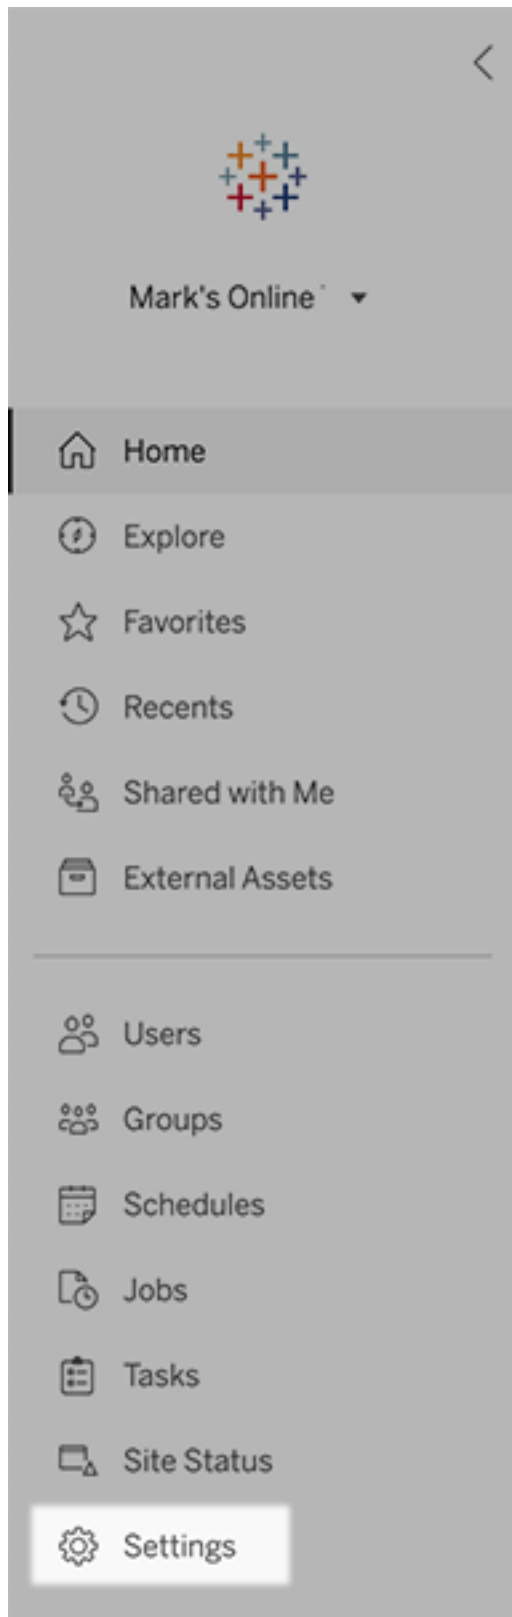 Mark's Online
Home
Explore
Favorites
Recents
Shared with Me
External Assets
Users
Groups
Schedules
Jobs
Tasks
Site Status
Settings